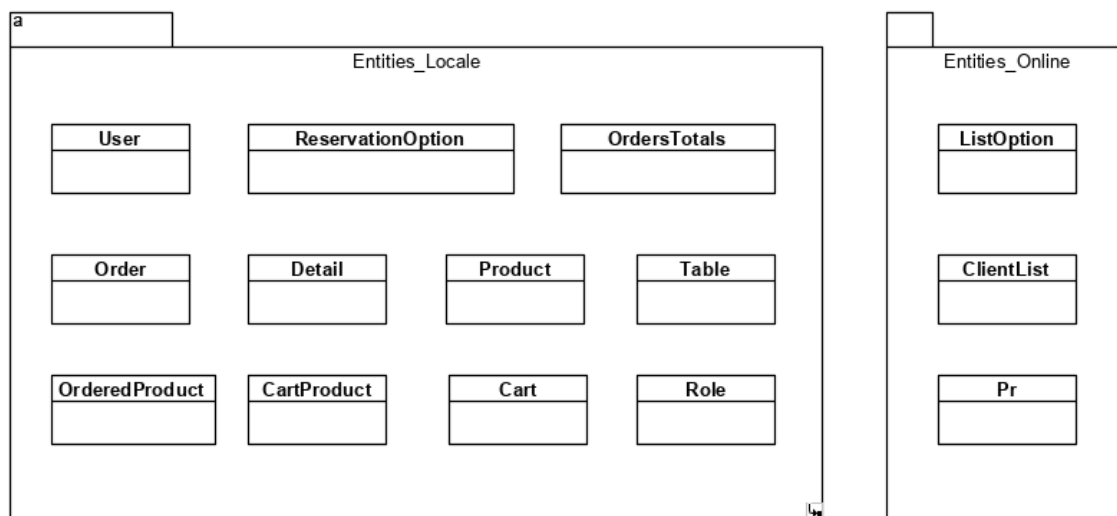 a
Entities_Locale
Entities_Online
User
ReservationOption
OrdersTotals
ListOption
Order
Detail
Product
Table
ClientList
OrderedProduct
CartProduct
Cart
Role
Pr